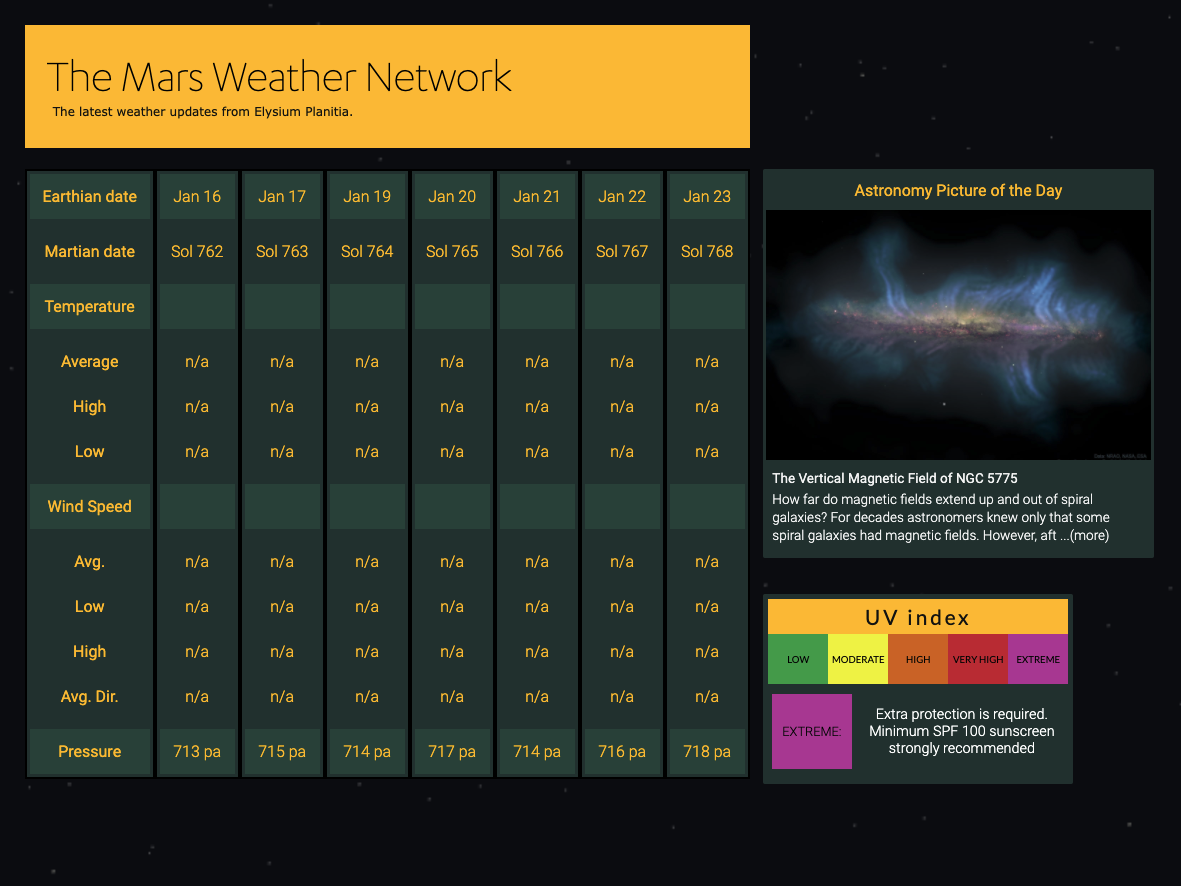 The Mars Weather Network
The latest weather updates from Elysium Planitia.
Earthian date Jan 16 Jan 17 Jan 19 Jan 20 Jan 21 Jan 22 Jan 23
Martian date Sol 762 Sol 763 Sol 764 Sol 765 Sol 766 Sol 767 Sol 768
Temperature
Average n/a n/a n/a n/a n/a n/a n/a
High n/a n/a n/a n/a n/a n/a n/a
Low n/a n/a n/a n/a n/a n/a n/a
Wind Speed
Avg. n/a n/a n/a n/a n/a n/a n/a
Low n/a n/a n/a n/a n/a n/a n/a
High n/a n/a n/a n/a n/a n/a n/a
Avg. Dir. n/a n/a n/a n/a n/a n/a n/a
Pressure 713 pa 715 pa 714 pa 717 pa 714 pa 716 pa 718 pa
Astronomy Picture of the Day
The Vertical Magnetic Field of NGC 5775
How far do magnetic fields extend up and out of spiral
galaxies? For decades astronomers knew only that some
spiral galaxies had magnetic fields. However, aft ...(more)
UV index
LOW MODERATE HIGH VERY HIGH EXTREME
EXTREME:
Extra protection is required.
Minimum SPF 100 sunscreen
strongly recommended